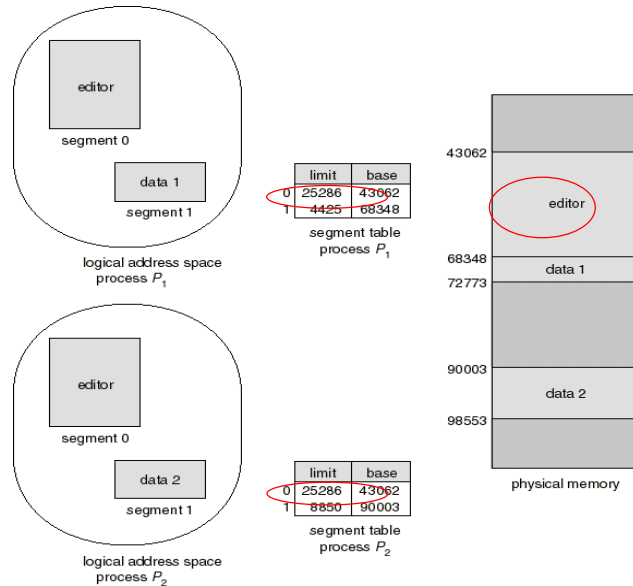 editor
segment 0
data 1
segment 1
logical address space
process P1
limit base
0 25286 43062
1 4425 68348
segment table
process P1
editor
segment 0
data 2
segment 1
logical address space
process P2
limit base
0 25286 43062
1 8850 90003
segment table
process P2
43062
editor
68348
data 1
72773
90003
data 2
98553
physical memory